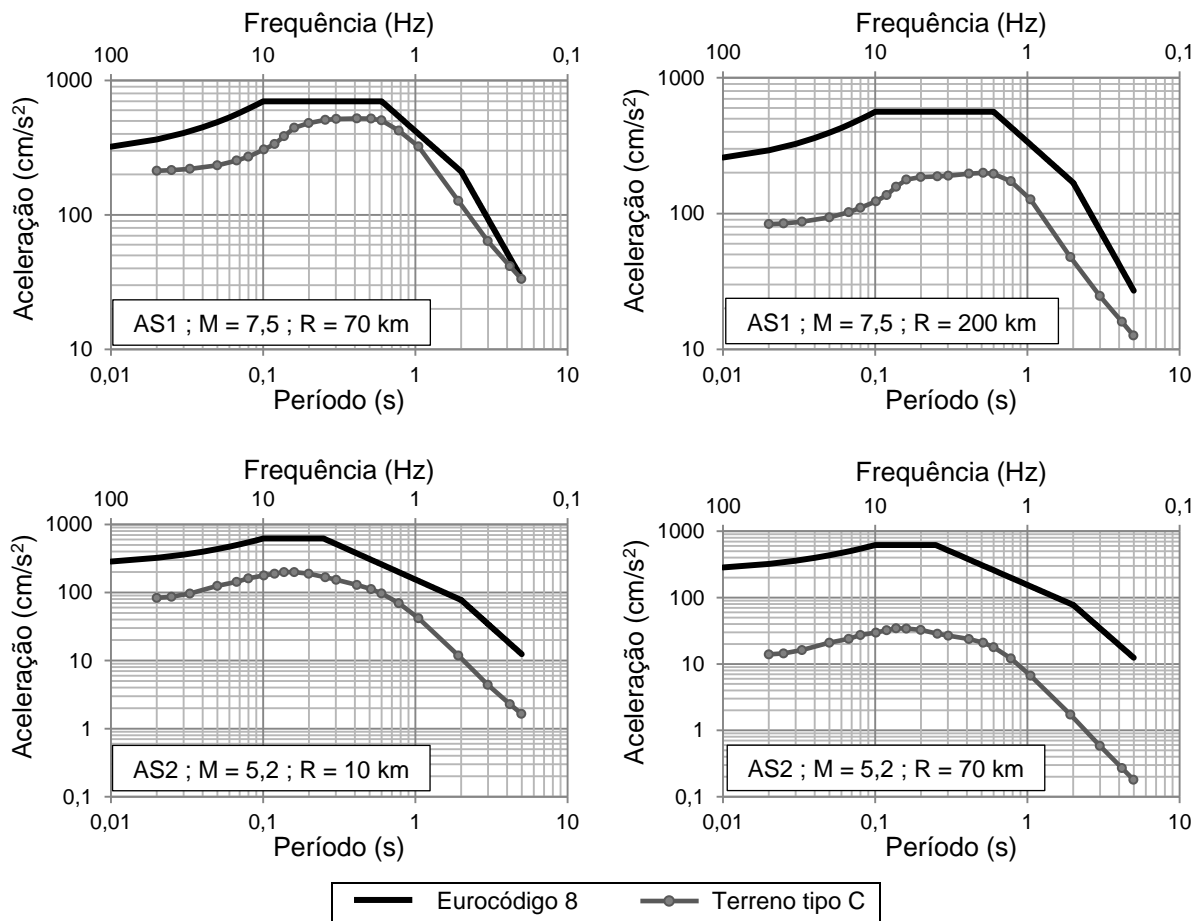 Frequência (Hz)
100 10 1 0,1
Aceleração (cm/s²)
1000
100
10
AS1 ; M = 7,5 ; R = 70 km
0,01 0,1 1 10
Período (s)
Frequência (Hz)
100 10 1 0,1
Aceleração (cm/s²)
1000
100
10
AS1 ; M = 7,5 ; R = 200 km
0,01 0,1 1 10
Período (s)
Frequência (Hz)
100 10 1 0,1
Aceleração (cm/s²)
1000
100
10
1
0,1
AS2 ; M = 5,2 ; R = 10 km
0,01 0,1 1 10
Período (s)
Frequência (Hz)
100 10 1 0,1
Aceleração (cm/s²)
1000
100
10
1
0,1
AS2 ; M = 5,2 ; R = 70 km
0,01 0,1 1 10
Período (s)
Eurocódigo 8 Terreno tipo C